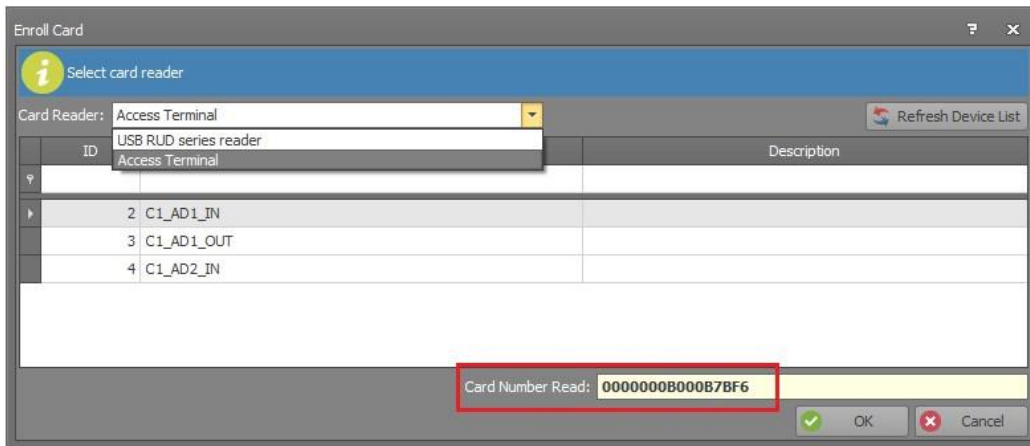 Enroll Card
Select card reader
Card Reader: Access Terminal Refresh Device List
USB RUD series reader
Access Terminal
ID Description
2 C1_AD1_IN
3 C1_AD1_OUT
4 C1_AD2_IN
Card Number Read: 0000000B000B7BF6
OK Cancel